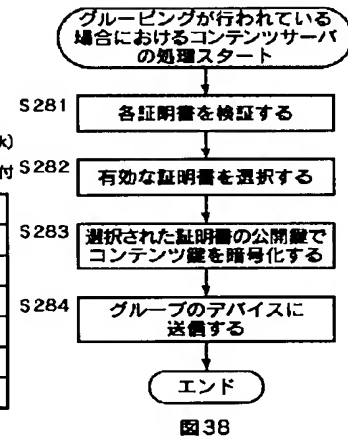 グルーピングが行われている
場合におけるコンテンツサーバ
の処理スタート
S281
各証明書を検証する
k)
付
S282
有効な証明書を選択する
S283
選択された証明書の公開鍵で
コンテンツ鍵を暗号化する
S284
グループのデバイスに
送信する
エンド
図38